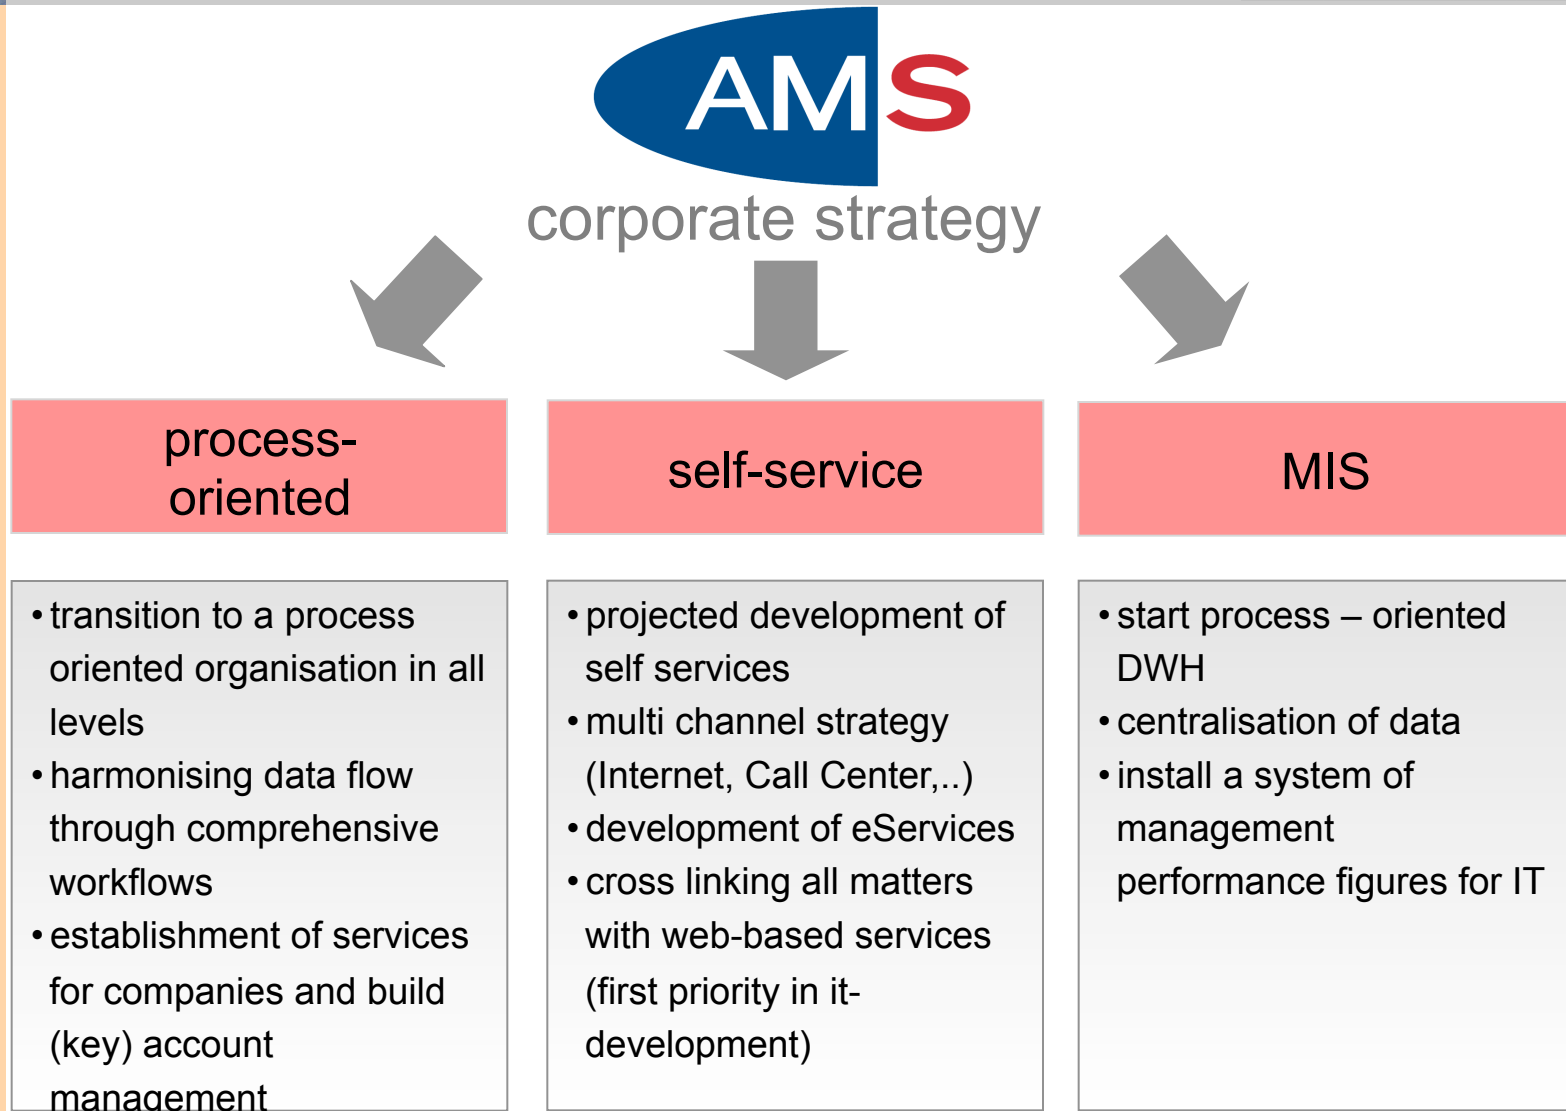 AMS
corporate strategy
process-
oriented
self-service
MIS
• transition to a process
oriented organisation in all
levels
• harmonising data flow
through comprehensive
workflows
• establishment of services
for companies and build
(key) account
management
• projected development of
self services
• multi channel strategy
(Internet, Call Center,..)
• development of eServices
• cross linking all matters
with web-based services
(first priority in it-
development)
• start process – oriented
DWH
• centralisation of data
• install a system of
management
performance figures for IT